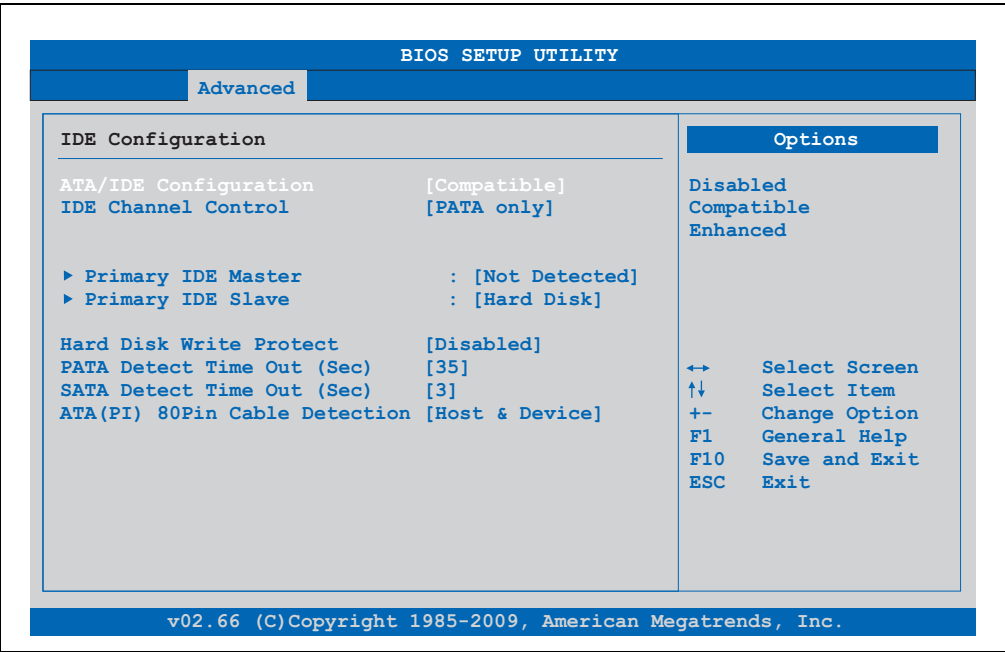 BIOS SETUP UTILITY
Advanced
IDE Configuration
ATA/IDE Configuration [Compatible]
IDE Channel Control [PATA only]
▶ Primary IDE Master : [Not Detected]
▶ Primary IDE Slave : [Hard Disk]
Hard Disk Write Protect [Disabled]
PATA Detect Time Out (Sec) [35]
SATA Detect Time Out (Sec) [3]
ATA(PI) 80Pin Cable Detection [Host & Device]
Options
Disabled
Compatible
Enhanced
↔ Select Screen
↑↓ Select Item
+- Change Option
F1 General Help
F10 Save and Exit
ESC Exit
v02.66 (C)Copyright 1985-2009, American Megatrends, Inc.